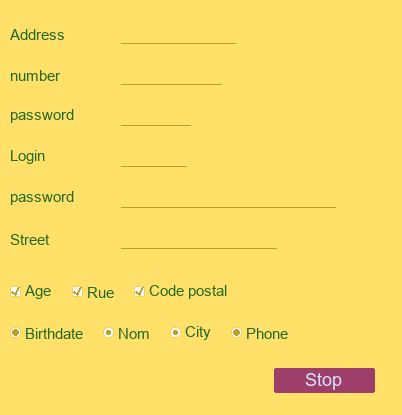 Address
number
password
Login
password
Street
Age Rue Code postal
Birthdate Nom City Phone
Stop